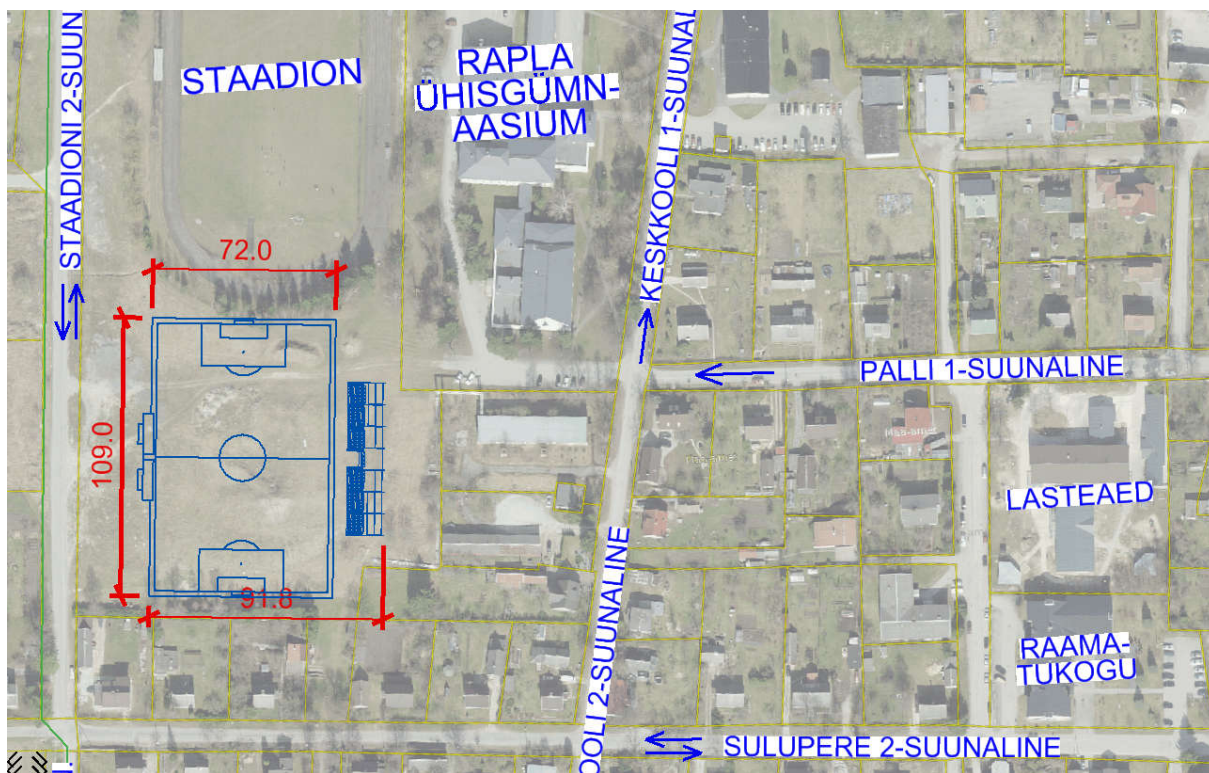 STAADIONI 2-SUUN
STAADION
RAPLA
ÜHISGÜMN-
AASIUM
KESKKOOLI 1-SUUNAL
72.0
109.0
91.8
PALLI 1-SUUNALINE
LASTEAED
OOLI 2-SUUNALINE
RAAMA-
TUKOGU
SULUPERE 2-SUUNALINE